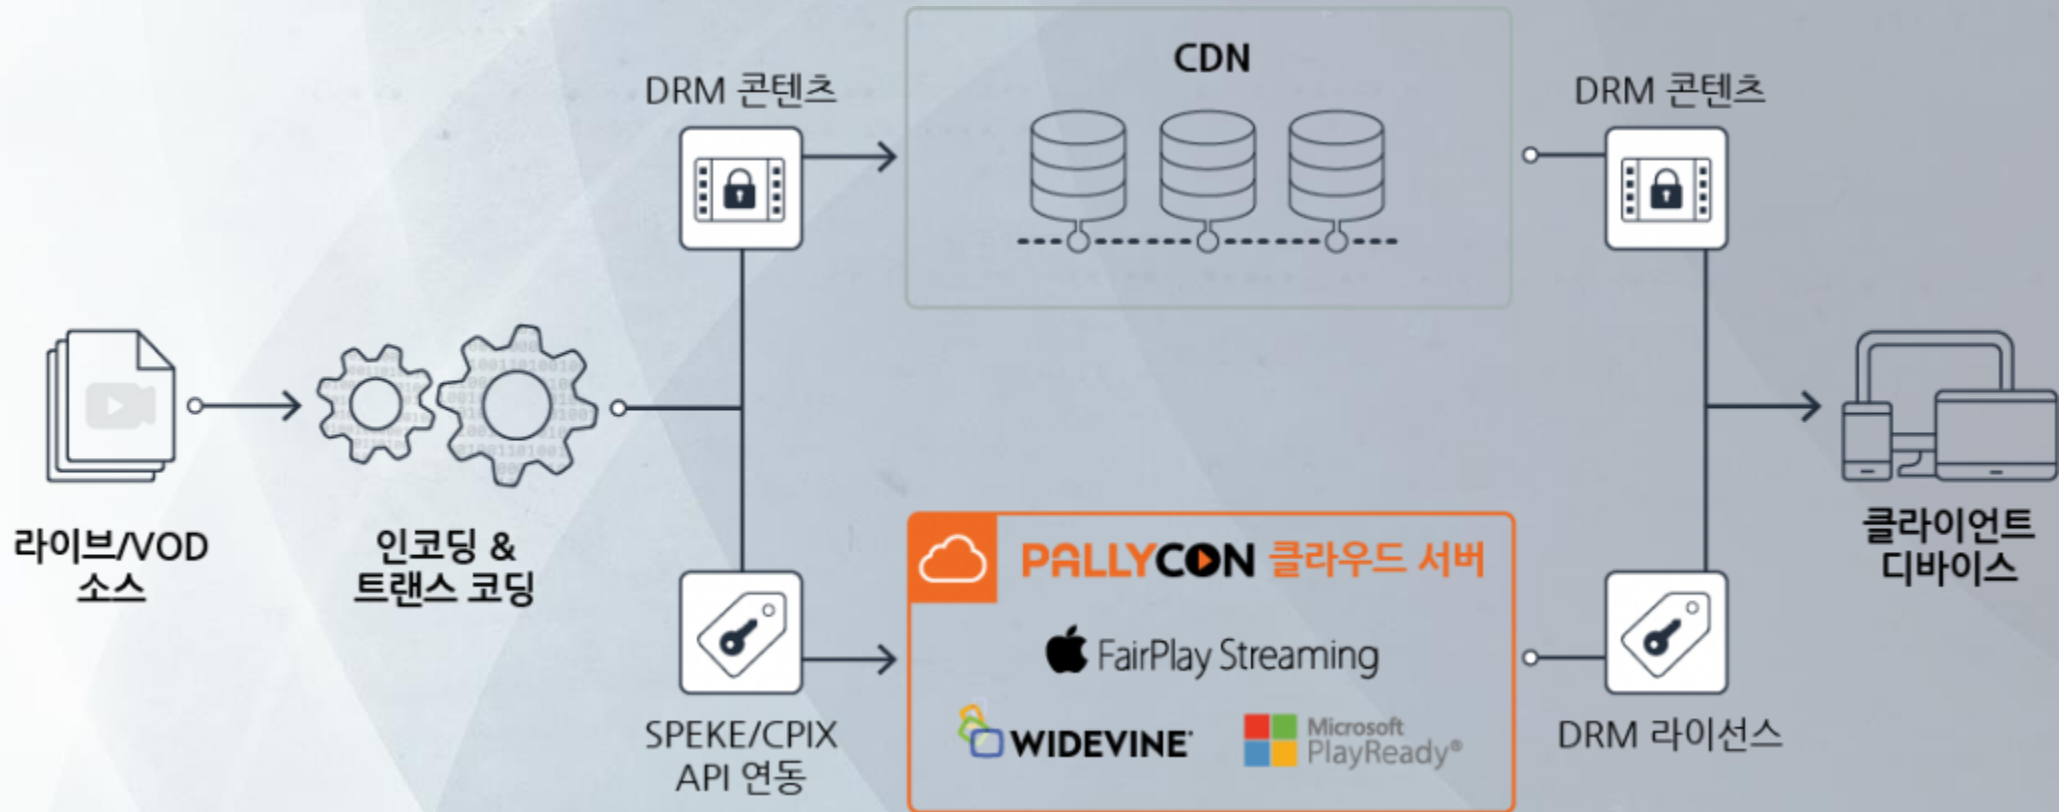 CDN
DRM 콘텐츠
DRM 콘텐츠
라이브/VOD
소스
인코딩 &
트랜스 코딩
PALLYCON 클라우드 서버
FairPlay Streaming
WIDEVINE
Microsoft
PlayReady®
클라이언트
디바이스
SPEKE/CPIX
API 연동
DRM 라이선스